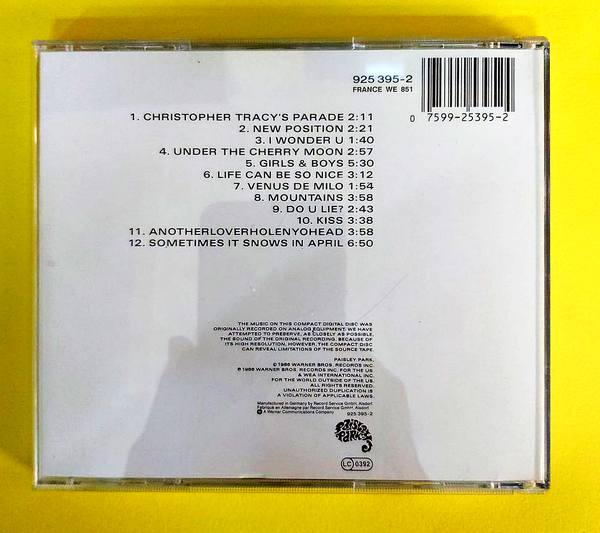 925 395-2
FRANCE WE 851
0 7599-25395-2
1. CHRISTOPHER TRACY'S PARADE 2:11
2. NEW POSITION 2:21
3. I WONDER U 1:40
4. UNDER THE CHERRY MOON 2:57
5. GIRLS & BOYS 5:30
6. LIFE CAN BE SO NICE 3:12
7. VENUS DE MILO 1:54
8. MOUNTAINS 3:58
9. DO U LIE? 2:43
10. KISS 3:38
11. ANOTHERLOVERHOLENYOHEAD 3:58
12. SOMETIMES IT SNOWS IN APRIL 6:50
THE MUSIC ON THIS COMPACT DIGITAL DISC WAS
ORIGINALLY RECORDED ON ANALOG EQUIPMENT. WE HAVE
ATTEMPTED TO PRESERVE, AS CLOSELY AS POSSIBLE,
THE SOUND OF THE ORIGINAL RECORDING. BECAUSE OF
ITS HIGH RESOLUTION, HOWEVER, THE COMPACT DISC
CAN REVEAL LIMITATIONS OF THE SOURCE TAPE.
PAISLEY PARK,
©1986 WARNER BROS. RECORDS INC.
℗1986 WARNER BROS. RECORDS INC. FOR THE US
& WEA INTERNATIONAL INC.
FOR THE WORLD OUTSIDE OF THE US.
ALL RIGHTS RESERVED.
UNAUTHORIZED DUPLICATION IS
A VIOLATION OF APPLICABLE LAWS.
Manufactured in Germany by Record Service GmbH, Alsdorf.
Fabriqué en Allemagne par Record Service GmbH, Alsdorf.
A Warner Communications Company
925 395-2
PAISLEY
PARK
LC 0392